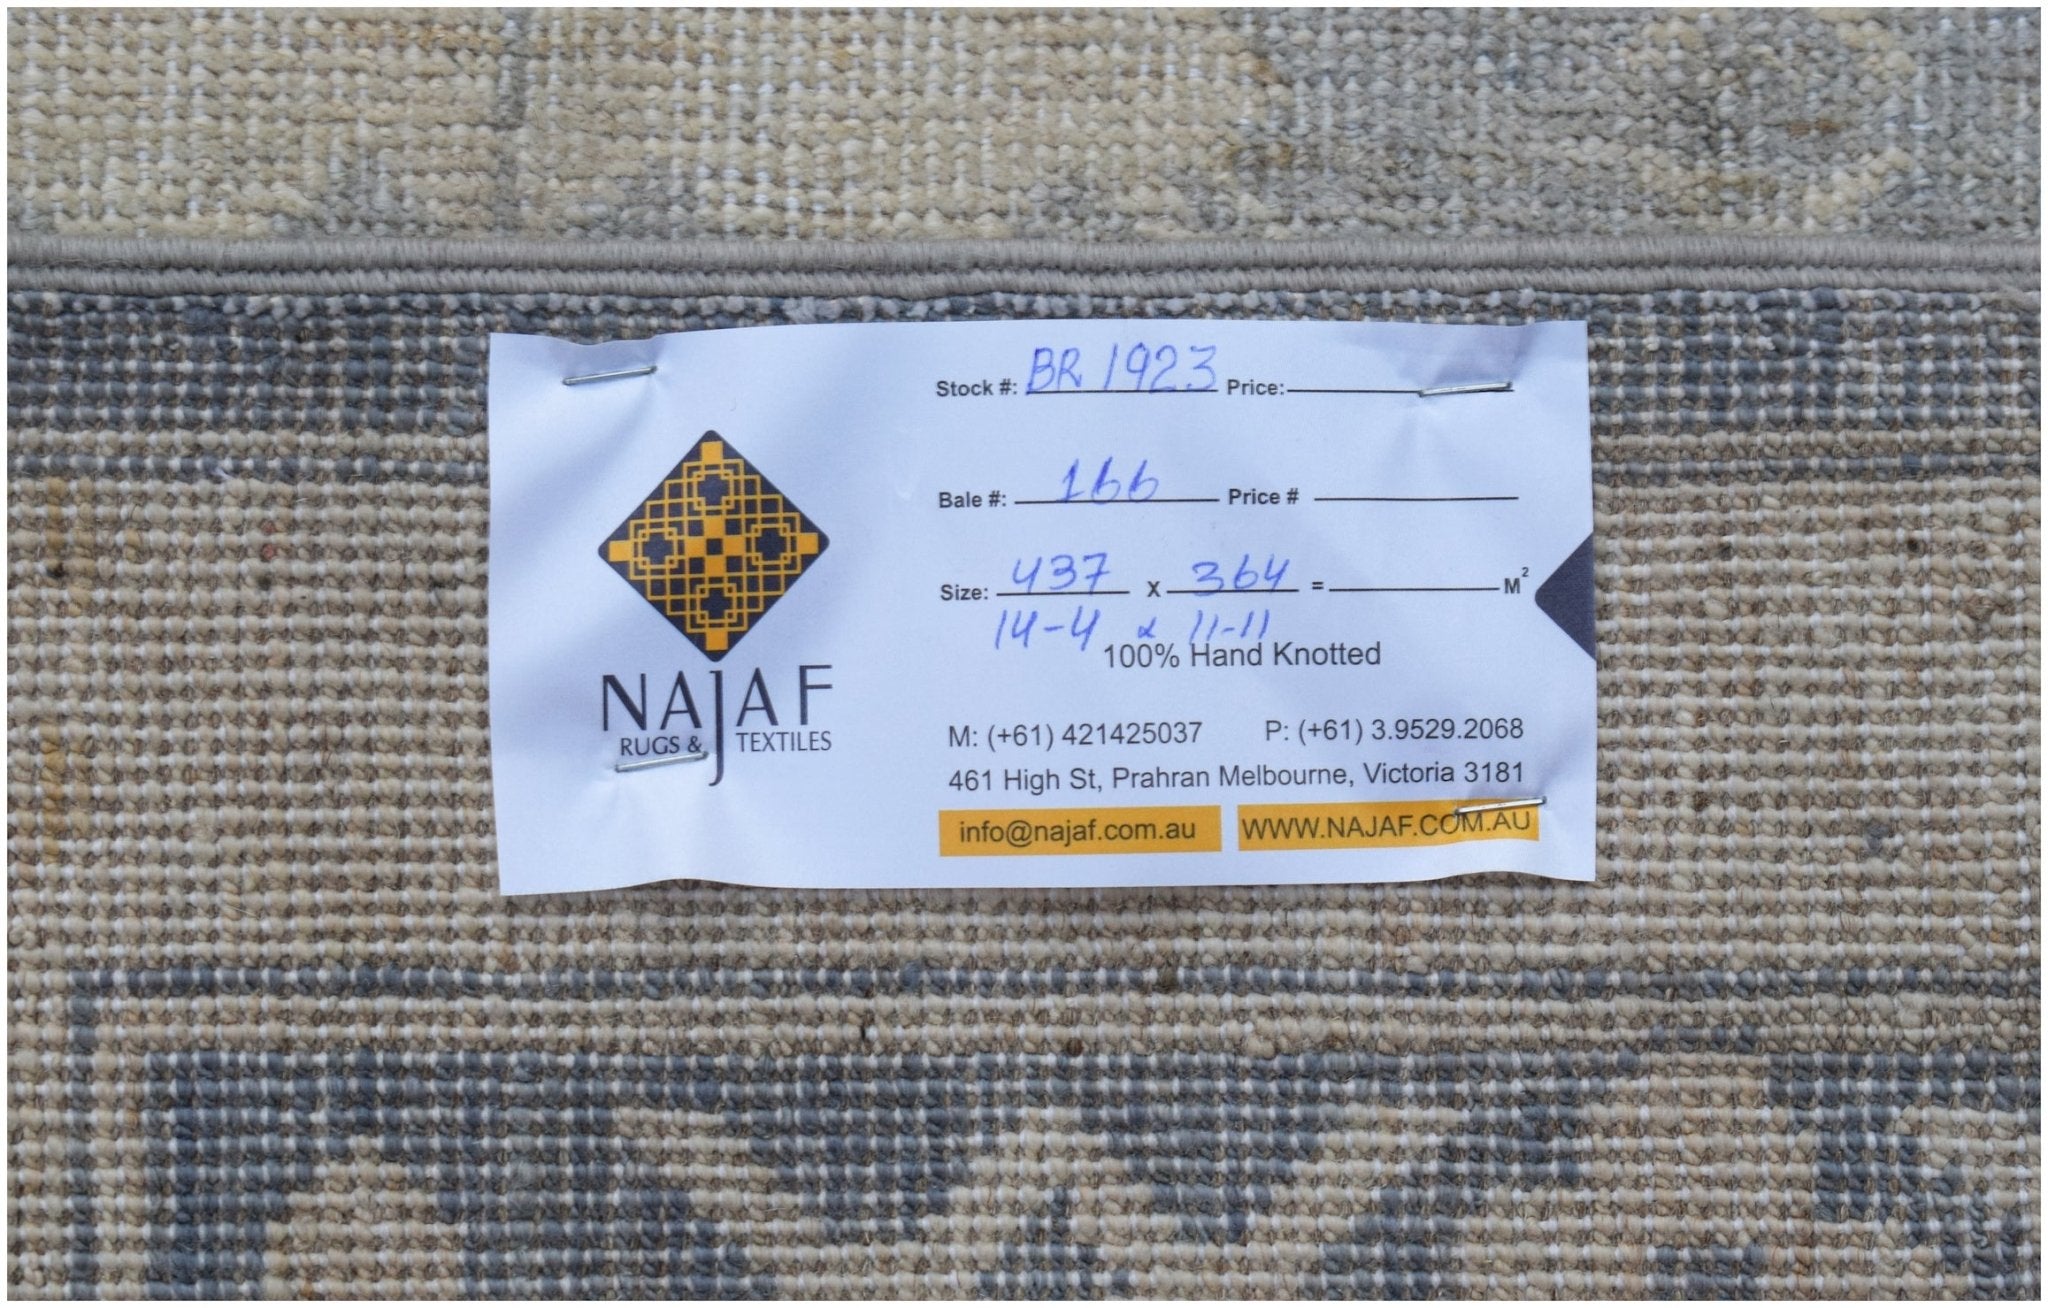 Stock #: BR 1923 Price:
Bale #: 166 Price #
Size: 437 x 364 = M²
14-4 x 11-11
100% Hand Knotted
NAJAF
RUGS & TEXTILES
M: (+61) 421425037 P: (+61) 3.9529.2068
461 High St, Prahran Melbourne, Victoria 3181
info@najaf.com.au WWW.NAJAF.COM.AU